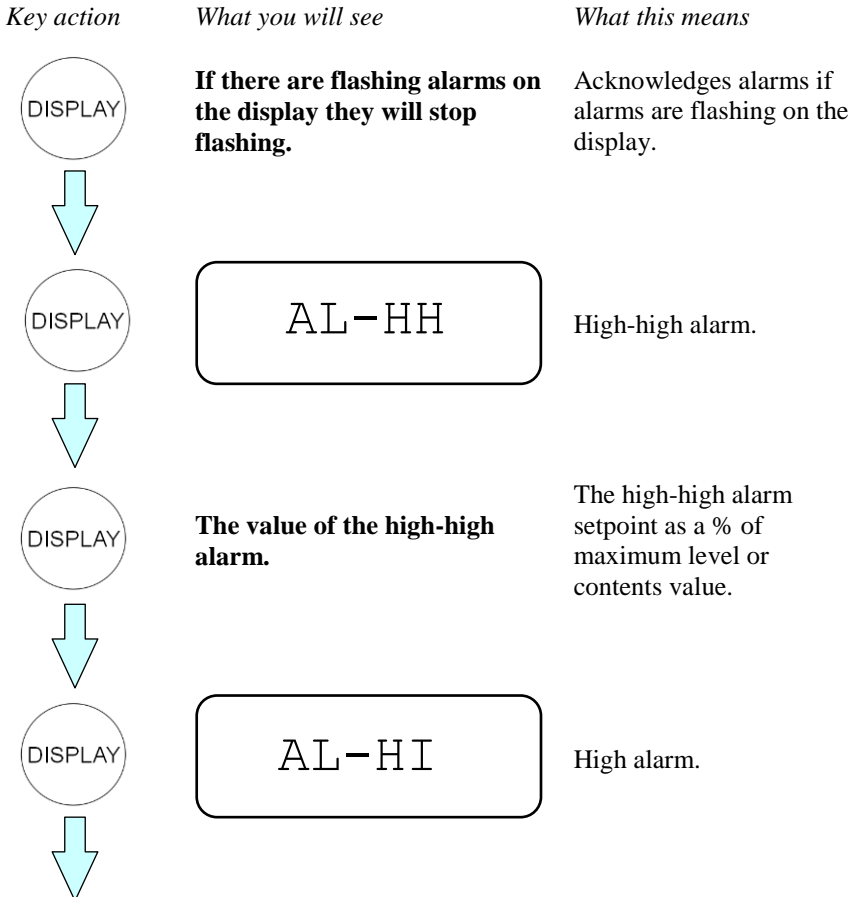 Key action What you will see What this means
DISPLAY
If there are flashing alarms on
the display they will stop
flashing.
Acknowledges alarms if
alarms are flashing on the
display.
DISPLAY
AL-HH
High-high alarm.
DISPLAY
The value of the high-high
alarm.
The high-high alarm
setpoint as a % of
maximum level or
contents value.
DISPLAY
AL-HI
High alarm.